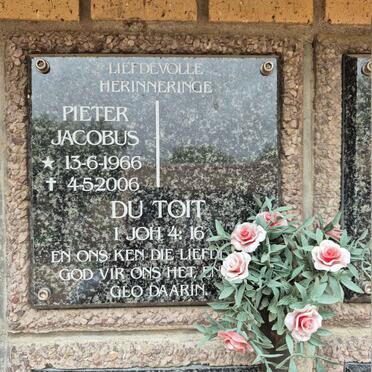 LIEFDEVOLLE
HERINNERINGE
PIETER
JACOBUS
★ 13-6-1966
✝ 4-5-2006
DU TOIT
1 JOH 4: 16
EN ONS KEN DIE LIEFDE
GOD VIR ONS HET, EN
GLO DAARIN.